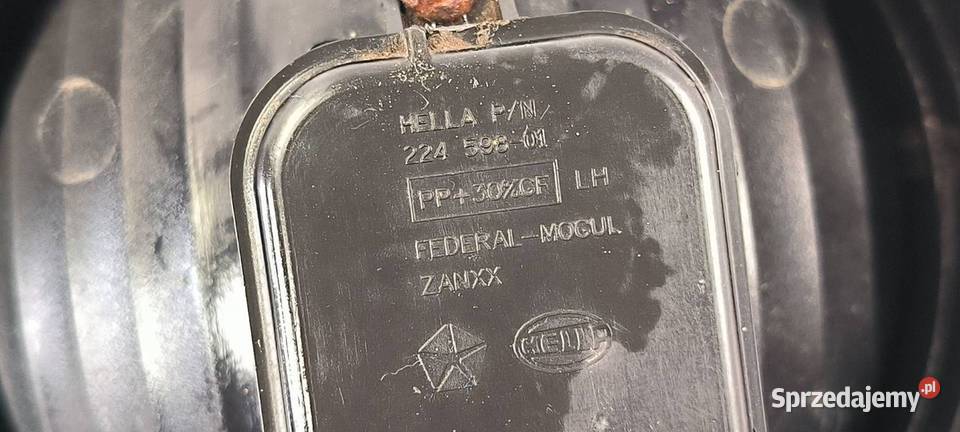 HELLA P/N
224 598-01
PP+30%GF LH
FEDERAL-MOGUL
ZANXX
HELLA
Sprzedajemy.pl